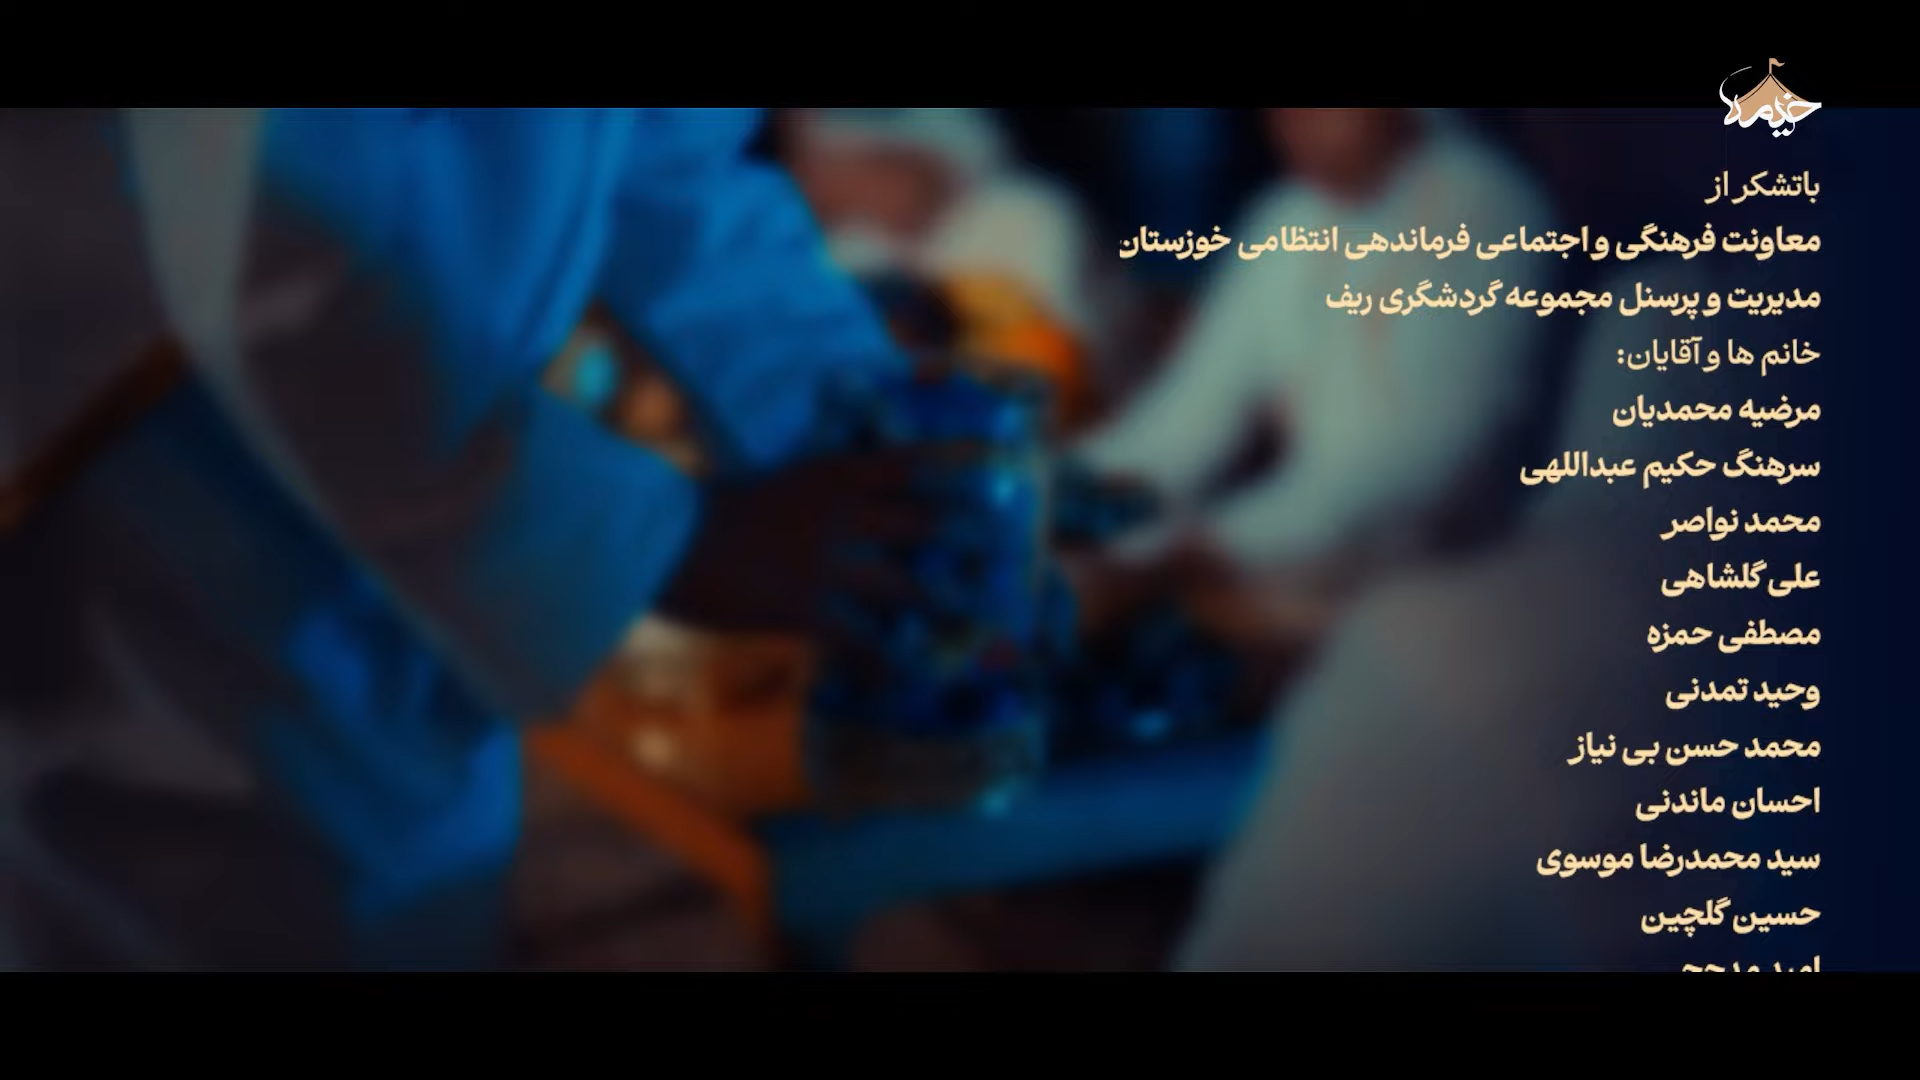 خیمه
باتشکر از
معاونت فرهنگی و اجتماعی فرماندهی انتظامی خوزستان
مدیریت و پرسنل مجموعه گردشگری ریف
خانم ها و آقایان:
مرضیه محمدیان
سرهنگ حکیم عبداللهی
محمد نواصر
علی گلشاهی
مصطفی حمزه
وحید تمدنی
محمد حسن بی نیاز
احسان ماندنی
سید محمدرضا موسوی
حسین گلچین